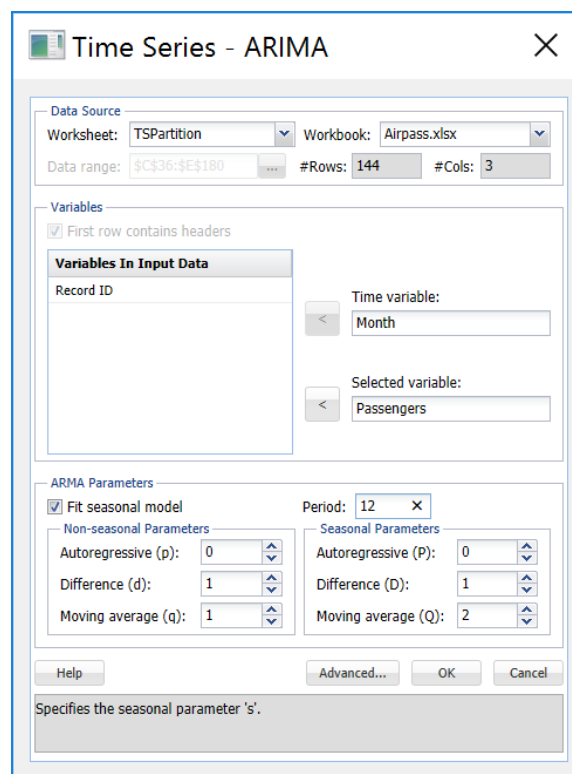 Time Series - ARIMA
Data Source
Worksheet: TSPartition Workbook: Airpass.xlsx
Data range: $C$36:$E$180 ... #Rows: 144 #Cols: 3
Variables
First row contains headers
Variables In Input Data
Record ID
Time variable:
< Month
Selected variable:
< Passengers
ARMA Parameters
Fit seasonal model Period: 12
Non-seasonal Parameters Seasonal Parameters
Autoregressive (p): 0 Autoregressive (P): 0
Difference (d): 1 Difference (D): 1
Moving average (q): 1 Moving average (Q): 2
Help Advanced... OK Cancel
Specifies the seasonal parameter 's'.